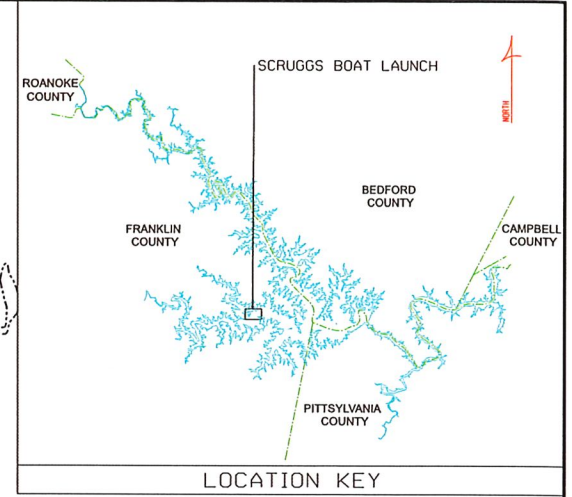 SCRUGGS BOAT LAUNCH
ROANOKE
COUNTY
NORTH
BEDFORD
COUNTY
FRANKLIN
COUNTY
CAMPBELL
COUNTY
PITTSYLVANIA
COUNTY
LOCATION KEY